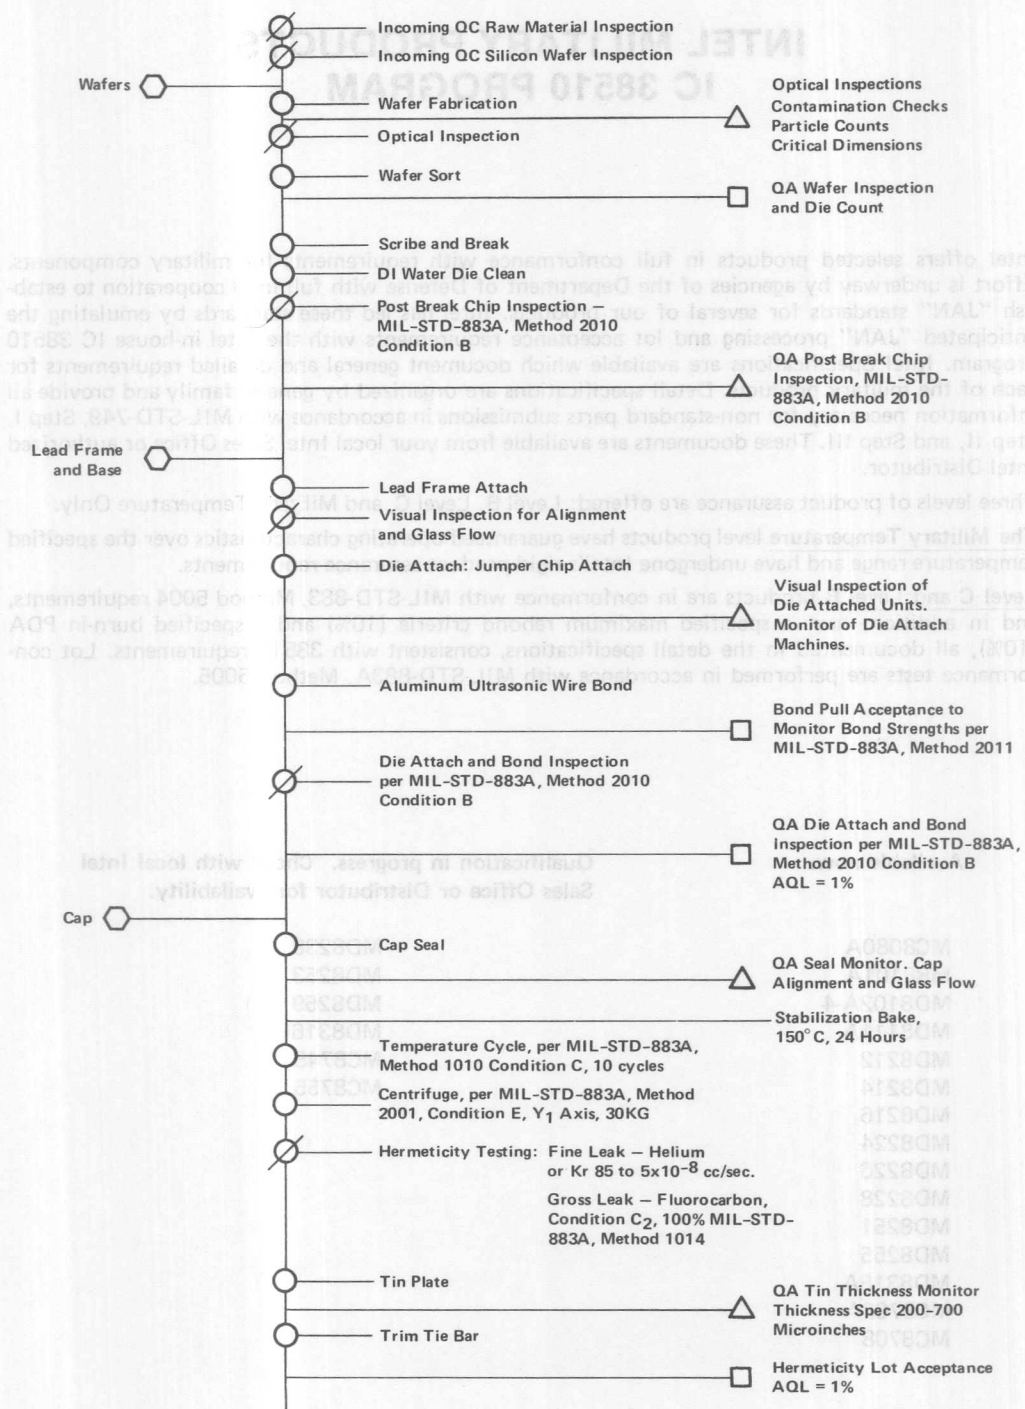 Incoming QC Raw Material Inspection
Incoming QC Silicon Wafer Inspection
Wafers
Wafer Fabrication
Optical Inspections
Contamination Checks
Particle Counts
Critical Dimensions
Optical Inspection
Wafer Sort
QA Wafer Inspection
and Die Count
Scribe and Break
DI Water Die Clean
Post Break Chip Inspection –
MIL-STD-883A, Method 2010
Condition B
QA Post Break Chip
Inspection, MIL-STD-
883A, Method 2010
Condition B
Lead Frame
and Base
Lead Frame Attach
Visual Inspection for Alignment
and Glass Flow
Die Attach: Jumper Chip Attach
Visual Inspection of
Die Attached Units.
Monitor of Die Attach
Machines.
Aluminum Ultrasonic Wire Bond
Bond Pull Acceptance to
Monitor Bond Strengths per
MIL-STD-883A, Method 2011
Die Attach and Bond Inspection
per MIL-STD-883A, Method 2010
Condition B
QA Die Attach and Bond
Inspection per MIL-STD-883A,
Method 2010 Condition B
AQL = 1%
Cap
Cap Seal
QA Seal Monitor. Cap
Alignment and Glass Flow
Stabilization Bake,
150°C, 24 Hours
Temperature Cycle, per MIL-STD-883A,
Method 1010 Condition C, 10 cycles
Centrifuge, per MIL-STD-883A, Method
2001, Condition E, Y1 Axis, 30KG
Hermeticity Testing: Fine Leak – Helium
or Kr 85 to 5x10-8 cc/sec.
Gross Leak – Fluorocarbon,
Condition C2, 100% MIL-STD-
883A, Method 1014
Tin Plate
QA Tin Thickness Monitor
Thickness Spec 200-700
Microinches
Trim Tie Bar
Hermeticity Lot Acceptance
AQL = 1%